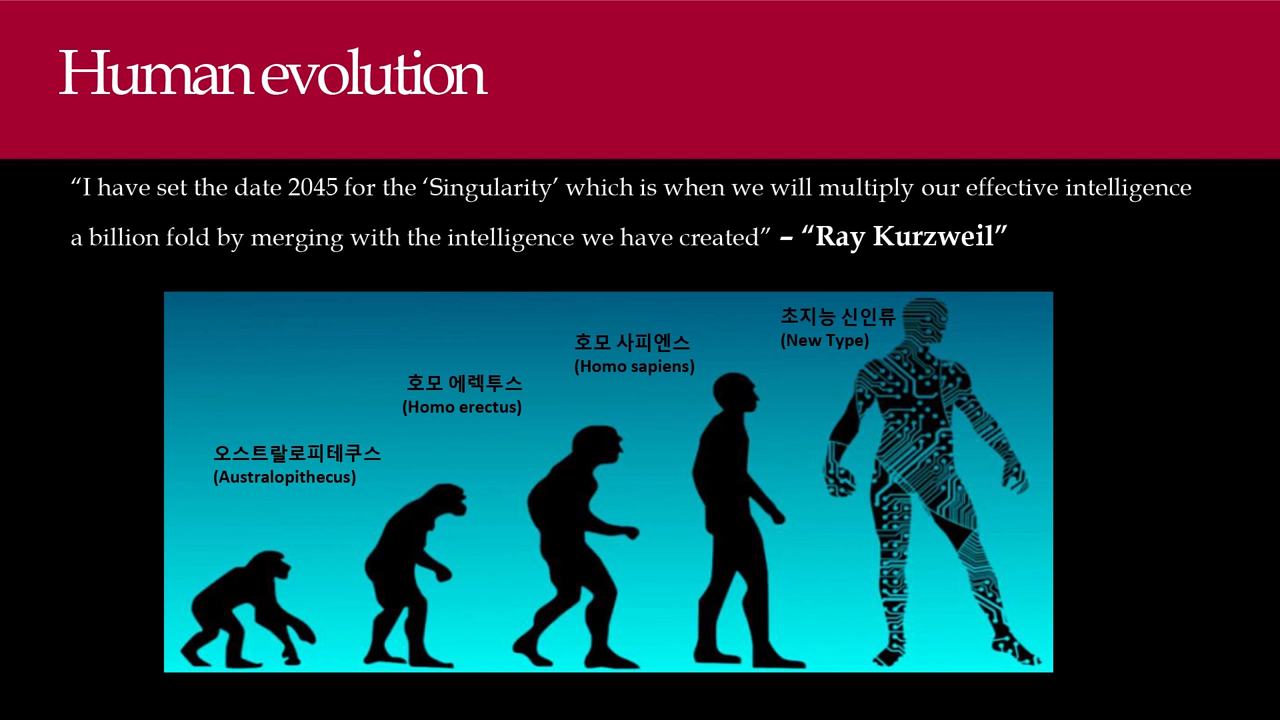 Human evolution
“I have set the date 2045 for the ‘Singularity’ which is when we will multiply our effective intelligence
a billion fold by merging with the intelligence we have created” – “Ray Kurzweil”
초지능 신인류
(New Type)
호모 사피엔스
(Homo sapiens)
호모 에렉투스
(Homo erectus)
오스트랄로피테쿠스
(Australopithecus)